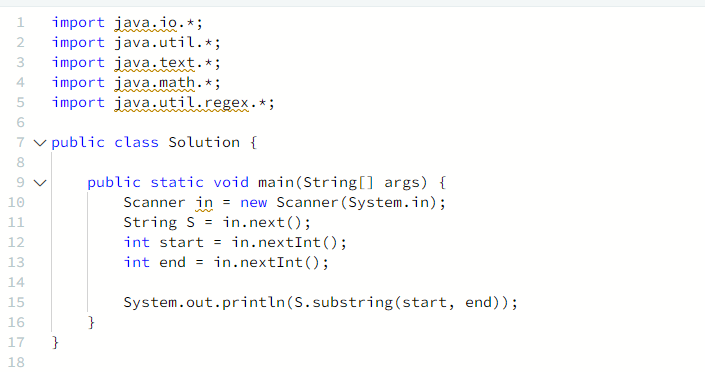 1 import java.io.*;
2 import java.util.*;
3 import java.text.*;
4 import java.math.*;
5 import java.util.regex.*;
6
7 public class Solution {
8
9     public static void main(String[] args) {
10         Scanner in = new Scanner(System.in);
11         String S = in.next();
12         int start = in.nextInt();
13         int end = in.nextInt();
14
15         System.out.println(S.substring(start, end));
16     }
17 }
18